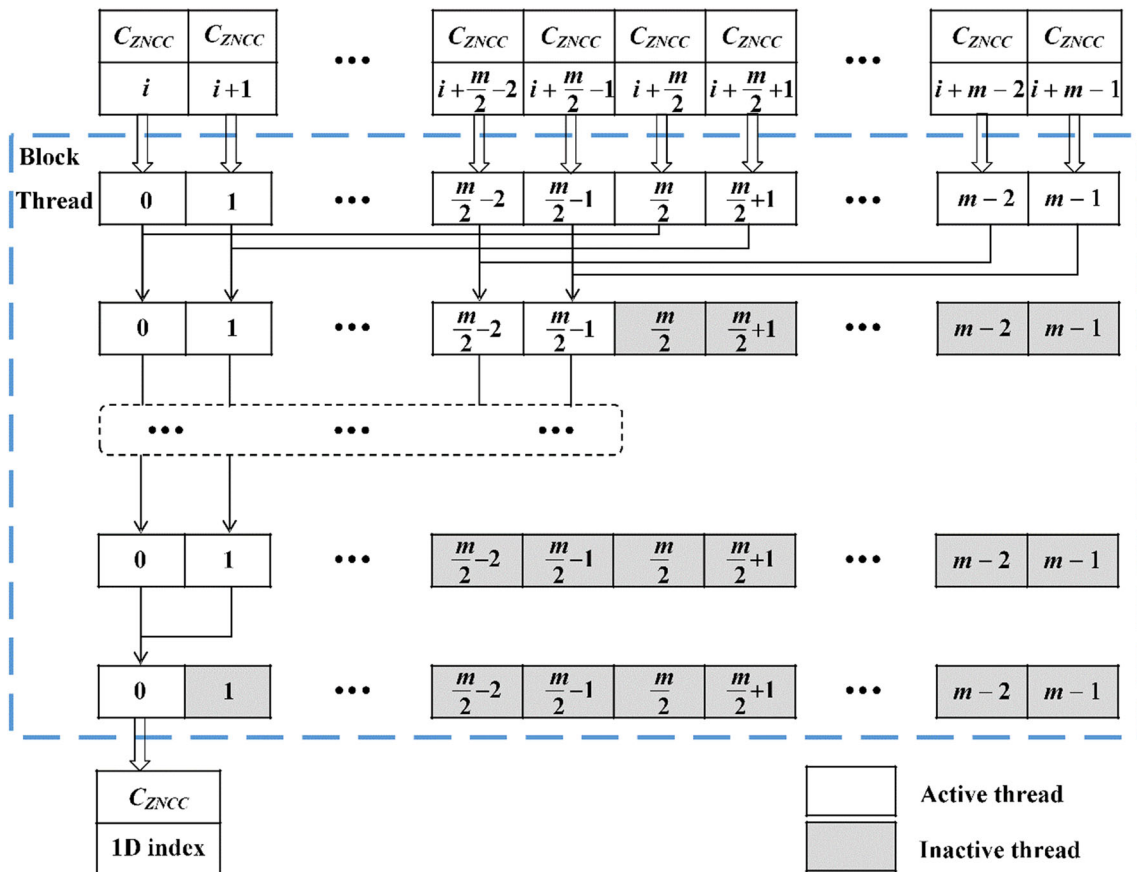 C_ZNCC C_ZNCC ••• C_ZNCC C_ZNCC C_ZNCC C_ZNCC ••• C_ZNCC C_ZNCC
i i+1 i+m/2−2 i+m/2−1 i+m/2 i+m/2+1 i+m−2 i+m−1
Block
Thread 0 1 ••• m/2−2 m/2−1 m/2 m/2+1 ••• m−2 m−1
0 1 ••• m/2−2 m/2−1 m/2 m/2+1 ••• m−2 m−1
••• ••• •••
0 1 ••• m/2−2 m/2−1 m/2 m/2+1 ••• m−2 m−1
0 1 ••• m/2−2 m/2−1 m/2 m/2+1 ••• m−2 m−1
C_ZNCC
1D index
Active thread
Inactive thread